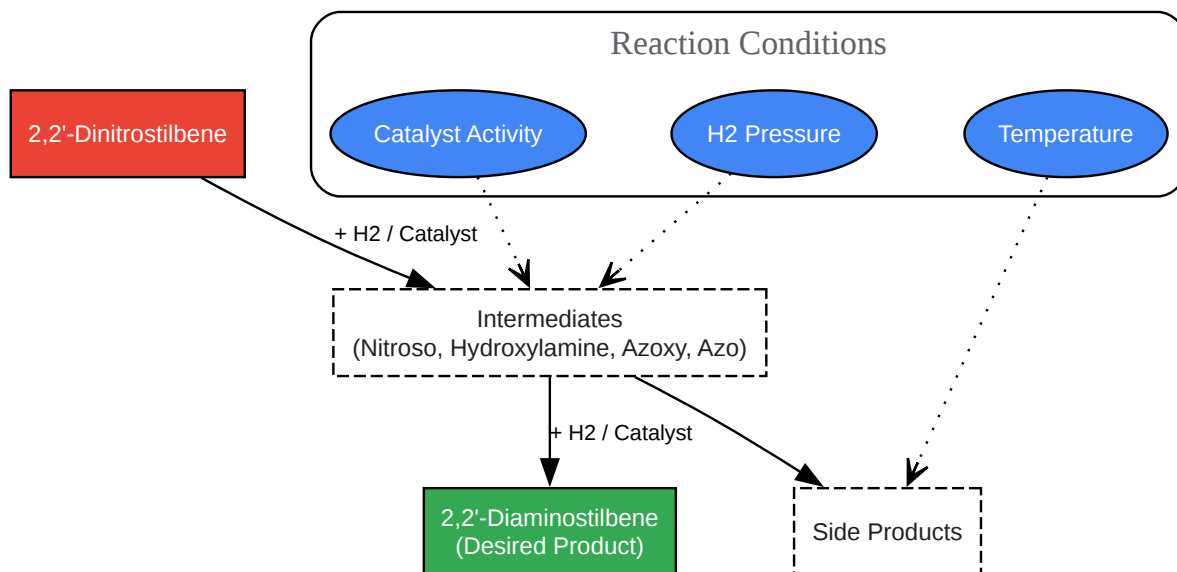 Reaction Conditions
2,2'-Dinitrostilbene
Catalyst Activity
H2 Pressure
Temperature
+ H2 / Catalyst
Intermediates
(Nitroso, Hydroxylamine, Azoxy, Azo)
+ H2 / Catalyst
2,2'-Diaminostilbene
(Desired Product)
Side Products